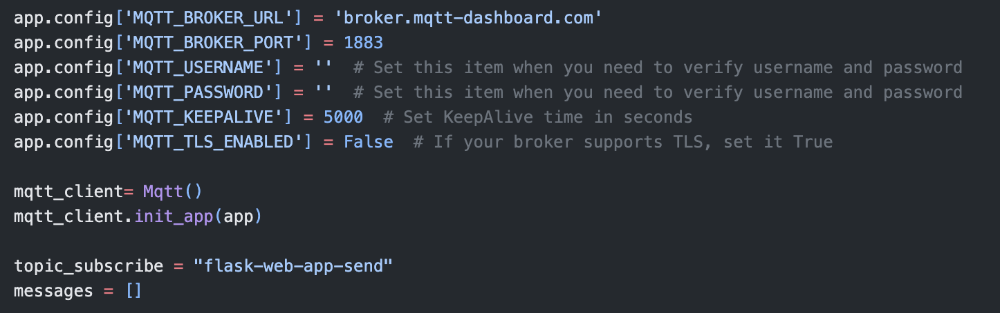 app.config['MQTT_BROKER_URL'] = 'broker.mqtt-dashboard.com'
app.config['MQTT_BROKER_PORT'] = 1883
app.config['MQTT_USERNAME'] = ''  # Set this item when you need to verify username and password
app.config['MQTT_PASSWORD'] = ''  # Set this item when you need to verify username and password
app.config['MQTT_KEEPALIVE'] = 5000  # Set KeepAlive time in seconds
app.config['MQTT_TLS_ENABLED'] = False  # If your broker supports TLS, set it True
mqtt_client= Mqtt()
mqtt_client.init_app(app)
topic_subscribe = "flask-web-app-send"
messages = []